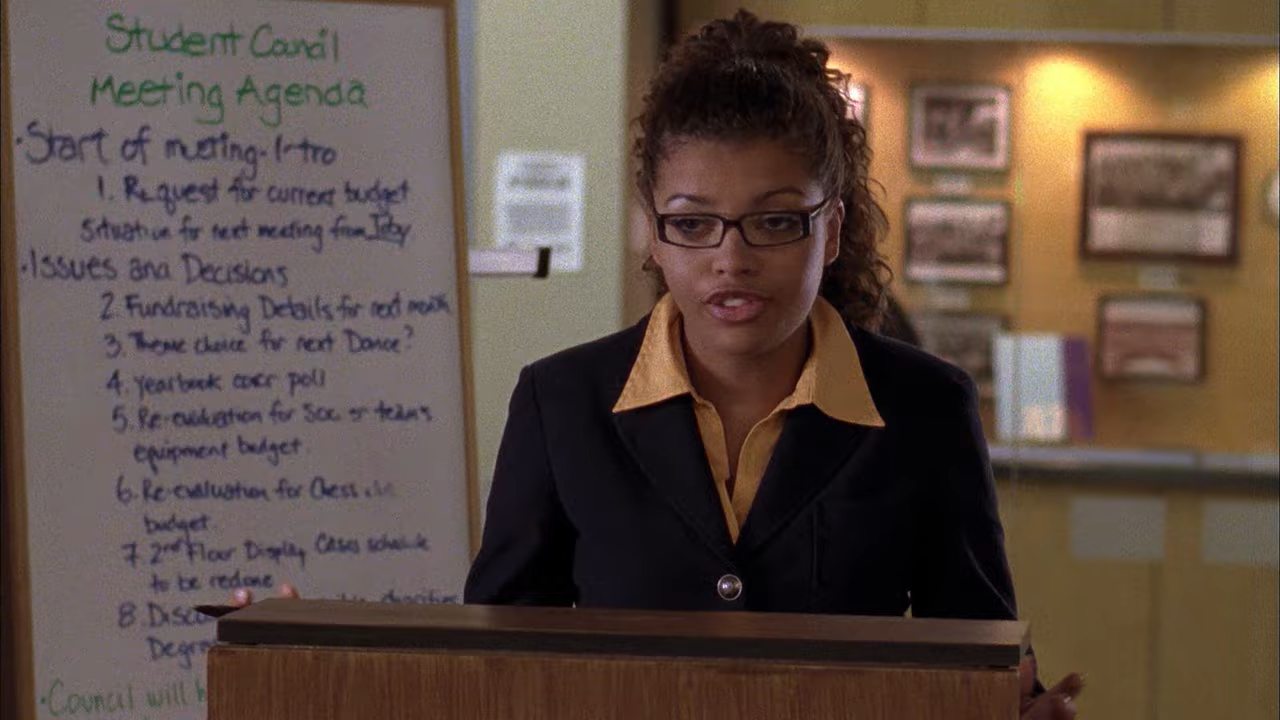 Student Council
Meeting Agenda
·Start of meeting-Intro
1. Request for current budget
situation for next meeting from Toby
·Issues and Decisions
2. Fundraising Details for next month
3. Theme choice for next Dance?
4. Yearbook cover poll
5. Re-evaluation for Soccer team's
equipment budget.
6. Re-evaluation for Chess
budget
7. 2nd Floor Display Cases schedule
to be redone
8. Disc
Degra
·Council will h